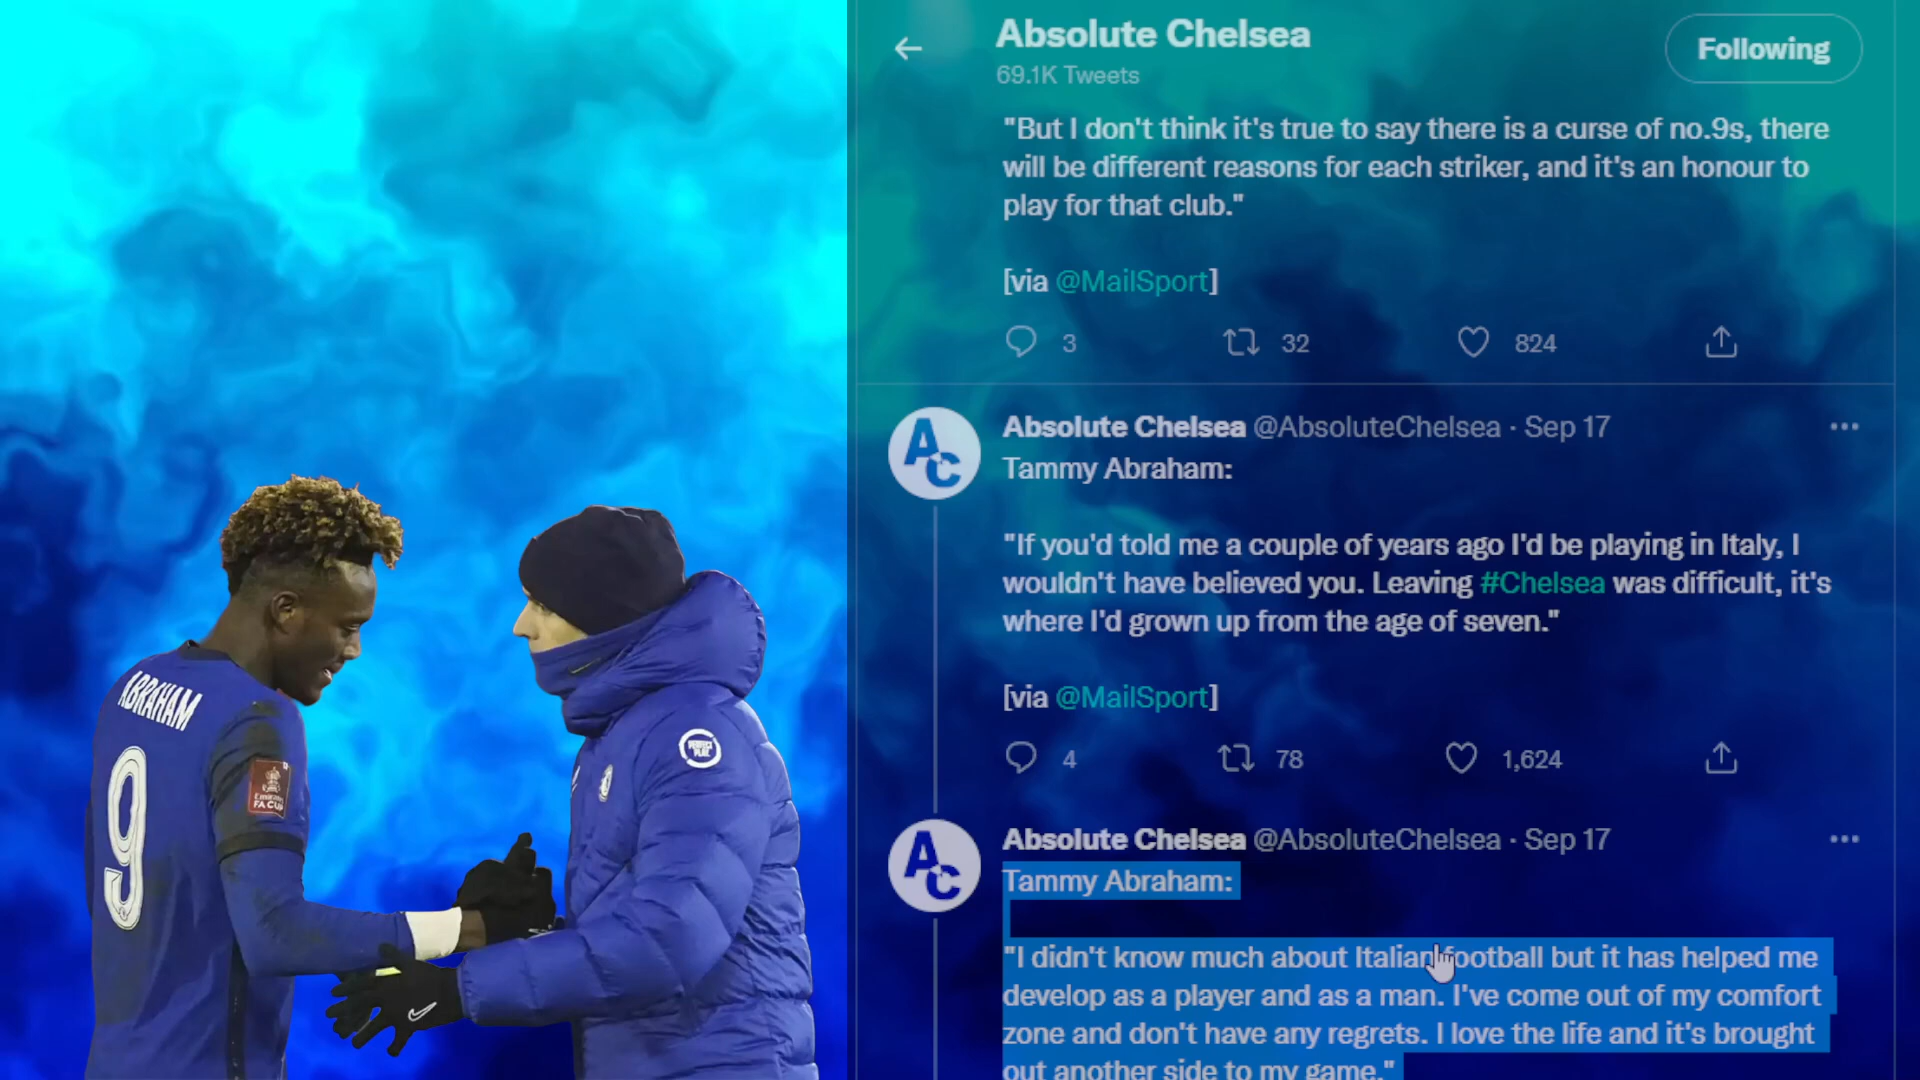 Absolute Chelsea
69.1K Tweets
Following
"But I don't think it's true to say there is a curse of no.9s, there
will be different reasons for each striker, and it's an honour to
play for that club."
[via @MailSport]
3 32 824
AC
Absolute Chelsea @AbsoluteChelsea · Sep 17
Tammy Abraham:
"If you'd told me a couple of years ago I'd be playing in Italy, I
wouldn't have believed you. Leaving #Chelsea was difficult, it's
where I'd grown up from the age of seven."
[via @MailSport]
4 78 1,624
AC
Absolute Chelsea @AbsoluteChelsea · Sep 17
Tammy Abraham:
"I didn't know much about Italian football but it has helped me
develop as a player and as a man. I've come out of my comfort
zone and don't have any regrets. I love the life and it's brought
out another side to my game."
ABRAHAM
9
Emirates
FA CUP
PERFECT
PLAY.